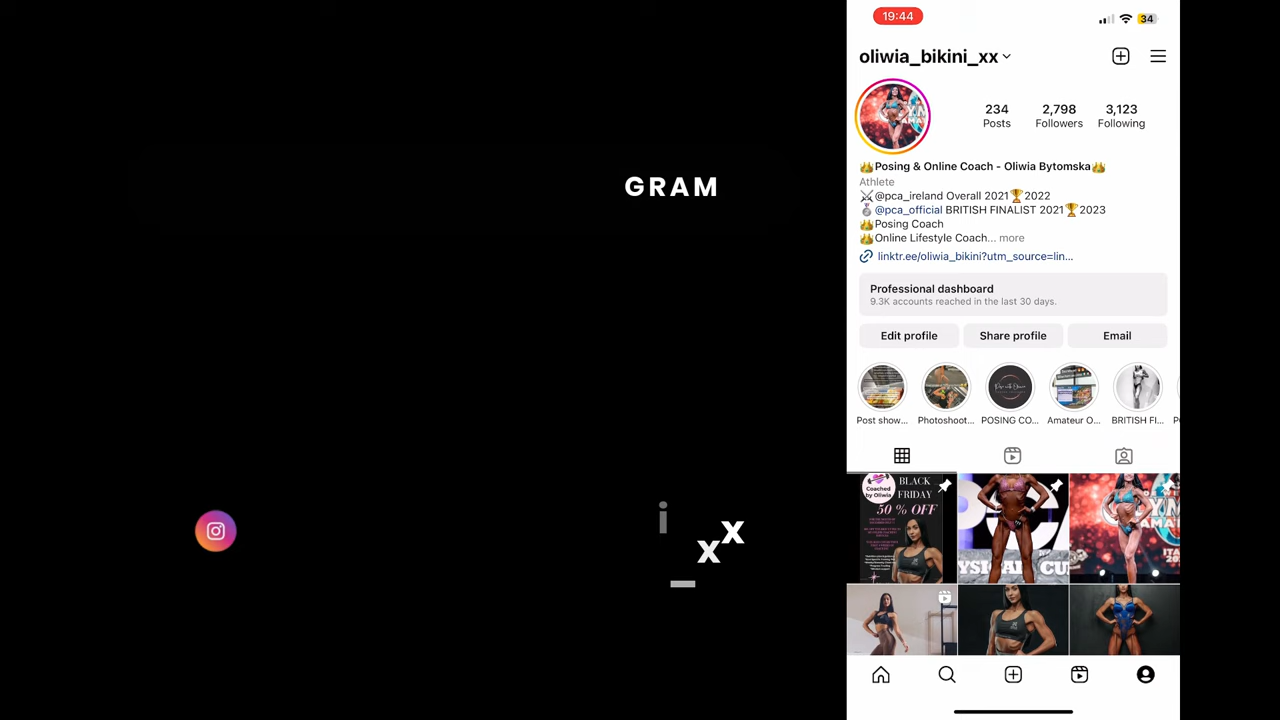 GRAM
i
x
x
_
19:44
34
oliwia_bikini_xx
234
Posts
2,798
Followers
3,123
Following
👑Posing & Online Coach - Oliwia Bytomska👑
Athlete
⚔️@pca_ireland Overall 2021🏆2022
🥈@pca_official BRITISH FINALIST 2021🏆2023
👑Posing Coach
👑Online Lifestyle Coach... more
linktr.ee/oliwia_bikini?utm_source=lin...
Professional dashboard
9.3K accounts reached in the last 30 days.
Edit profile
Share profile
Email
Post show...
Photoshoot...
POSING CO...
Amateur O...
BRITISH FI...
Coached
by Oliwia
BLACK
FRIDAY
50 % OFF